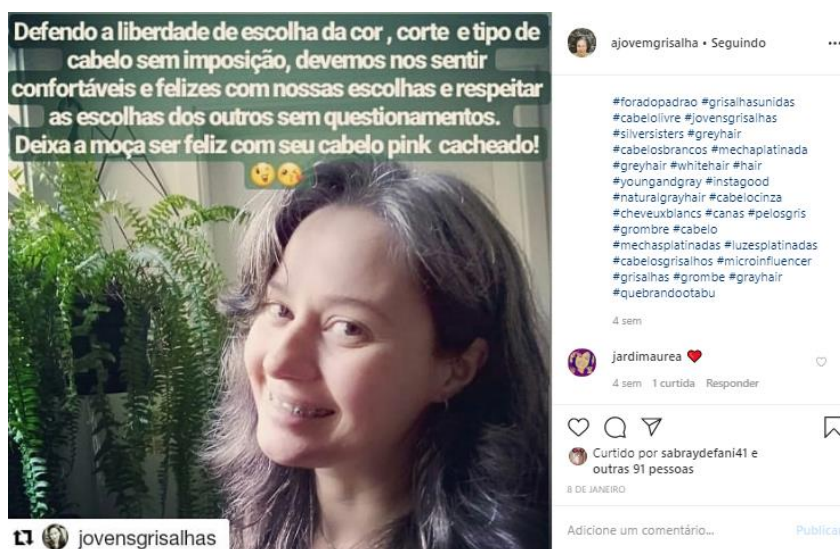 Defendo a liberdade de escolha da cor , corte e tipo de
cabelo sem imposição, devemos nos sentir
confortáveis e felizes com nossas escolhas e respeitar
as escolhas dos outros sem questionamentos.
Deixa a moça ser feliz com seu cabelo pink cacheado!
jovensgrisalhas
ajovemgrisalha • Seguindo
#foradopadrao #grisalhasunidas
#cabelolivre #jovensgrisalhas
#silversisters #greyhair
#cabelosbrancos #mechaplatinada
#greyhair #whitehair #hair
#youngandgray #instagood
#naturalgrayhair #cabelocinza
#cheveuxblancs #canas #pelosgris
#grombre #cabelo
#mechasplatinadas #luzesplatinadas
#cabelosgrisalhos #microinfluencer
#grisalhas #grombe #grayhair
#quebrandootabu
4 sem
jardimaurea ❤
4 sem 1 curtida Responder
Curtido por sabraydefani41 e
outras 91 pessoas
8 DE JANEIRO
Adicione um comentário... Publicar